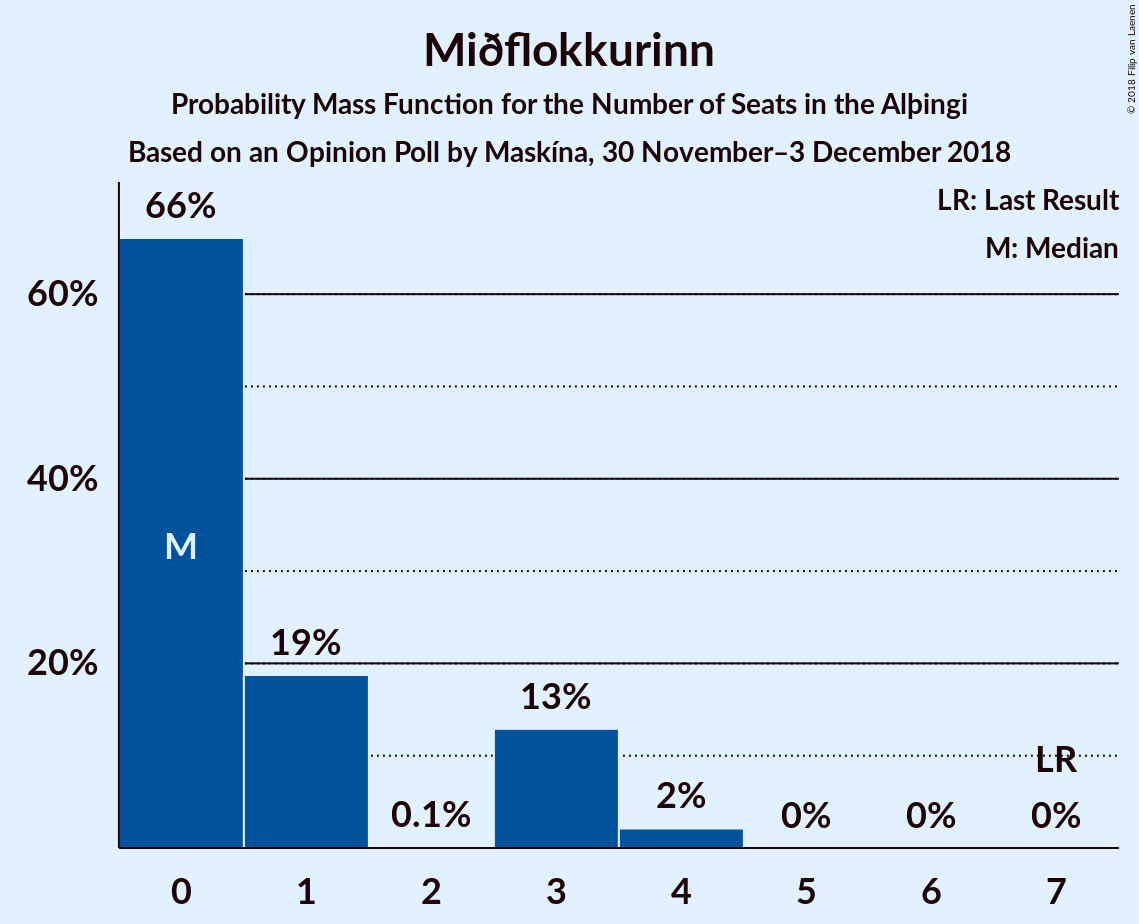 Miðflokkurinn
Probability Mass Function for the Number of Seats in the Alþingi
Based on an Opinion Poll by Maskína, 30 November–3 December 2018
© 2018 Filip van Laenen
LR: Last Result
M: Median
66%
60%
40%
M
19%
20%
13%
LR
2%
0.1%
0%
0%
0%
0 1 2 3 4 5 6 7